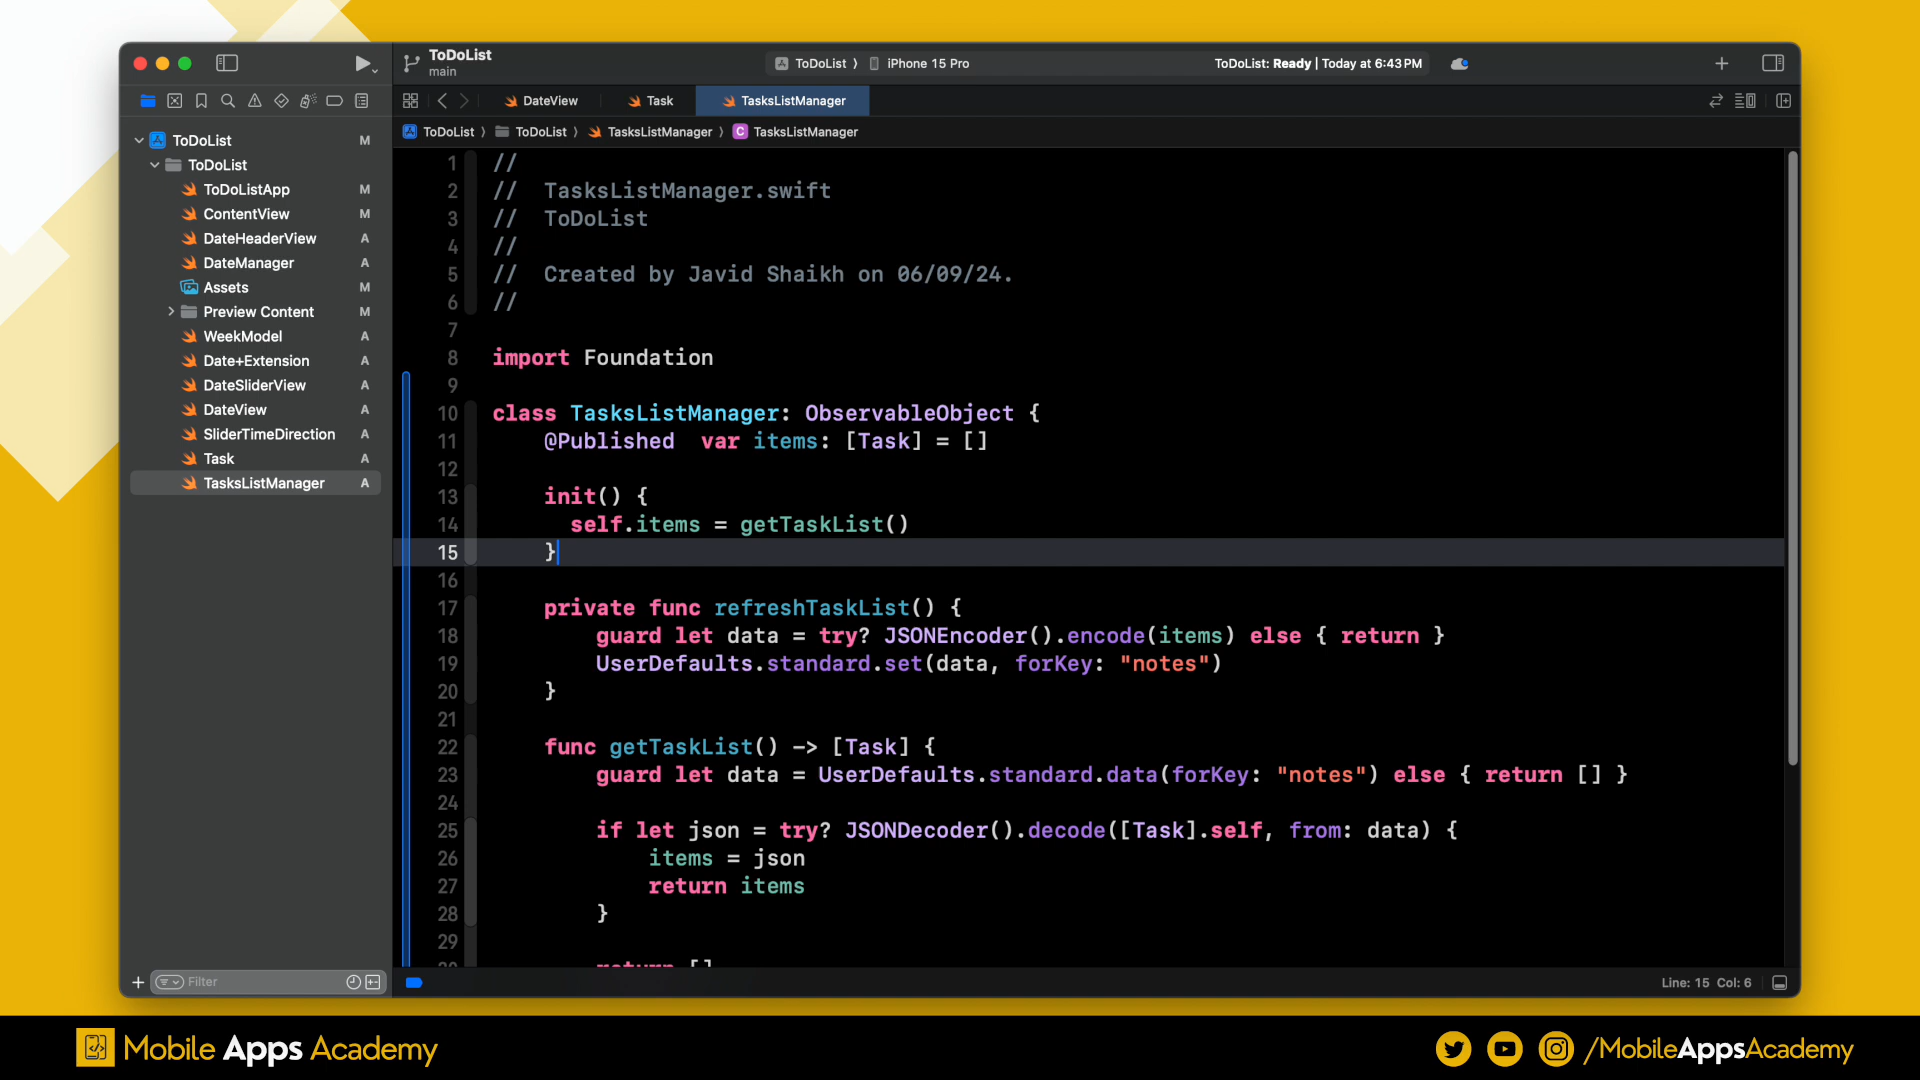 ToDoList
main
ToDoList 〉 iPhone 15 Pro
ToDoList: Ready | Today at 6:43 PM
DateView
Task
TasksListManager
ToDoList 〉 ToDoList 〉 TasksListManager 〉 C TasksListManager
ToDoList M
ToDoList
ToDoListApp M
ContentView M
DateHeaderView A
DateManager A
Assets M
Preview Content M
WeekModel A
Date+Extension A
DateSliderView A
DateView A
SliderTimeDirection A
Task A
TasksListManager A
Filter
1 //
2 //  TasksListManager.swift
3 //  ToDoList
4 //
5 //  Created by Javid Shaikh on 06/09/24.
6 //
7
8 import Foundation
9
10 class TasksListManager: ObservableObject {
11     @Published  var items: [Task] = []
12
13     init() {
14       self.items = getTaskList()
15     }
16
17     private func refreshTaskList() {
18         guard let data = try? JSONEncoder().encode(items) else { return }
19         UserDefaults.standard.set(data, forKey: "notes")
20     }
21
22     func getTaskList() -> [Task] {
23         guard let data = UserDefaults.standard.data(forKey: "notes") else { return [] }
24
25         if let json = try? JSONDecoder().decode([Task].self, from: data) {
26             items = json
27             return items
28         }
29
30         return []
Line: 15 Col: 6
Mobile Apps Academy
/MobileAppsAcademy